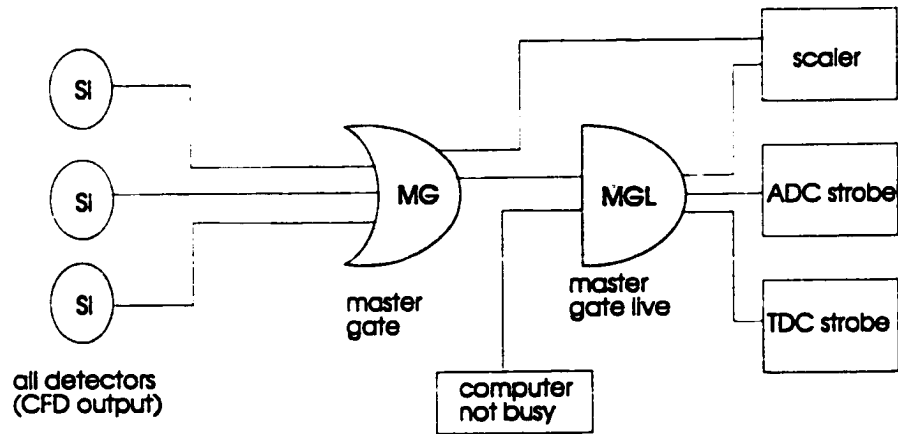 Si
Si
Si
all detectors
(CFD output)
MG
master
gate
MGL
master
gate live
computer
not busy
scaler
ADC strobe
TDC strobe